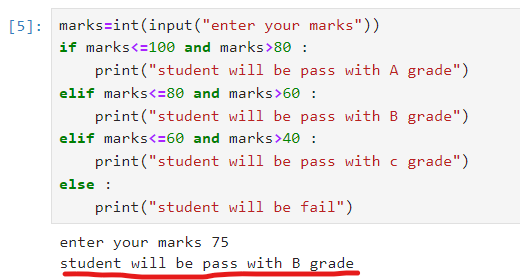 [5]: marks=int(input("enter your marks"))
if marks<=100 and marks>80 :
    print("student will be pass with A grade")
elif marks<=80 and marks>60 :
    print("student will be pass with B grade")
elif marks<=60 and marks>40 :
    print("student will be pass with c grade")
else :
    print("student will be fail")
enter your marks 75
student will be pass with B grade